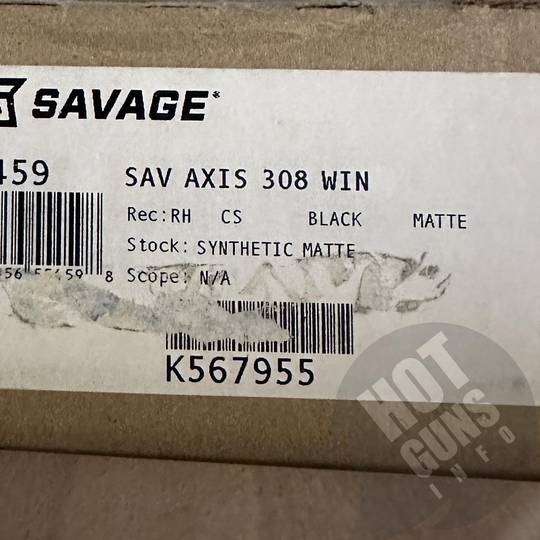 SAVAGE
459
SAV AXIS 308 WIN
Rec:RH CS BLACK MATTE
Stock: SYNTHETIC MATTE
Scope: N/A
8
K567955
HOT
GUNS
INFO